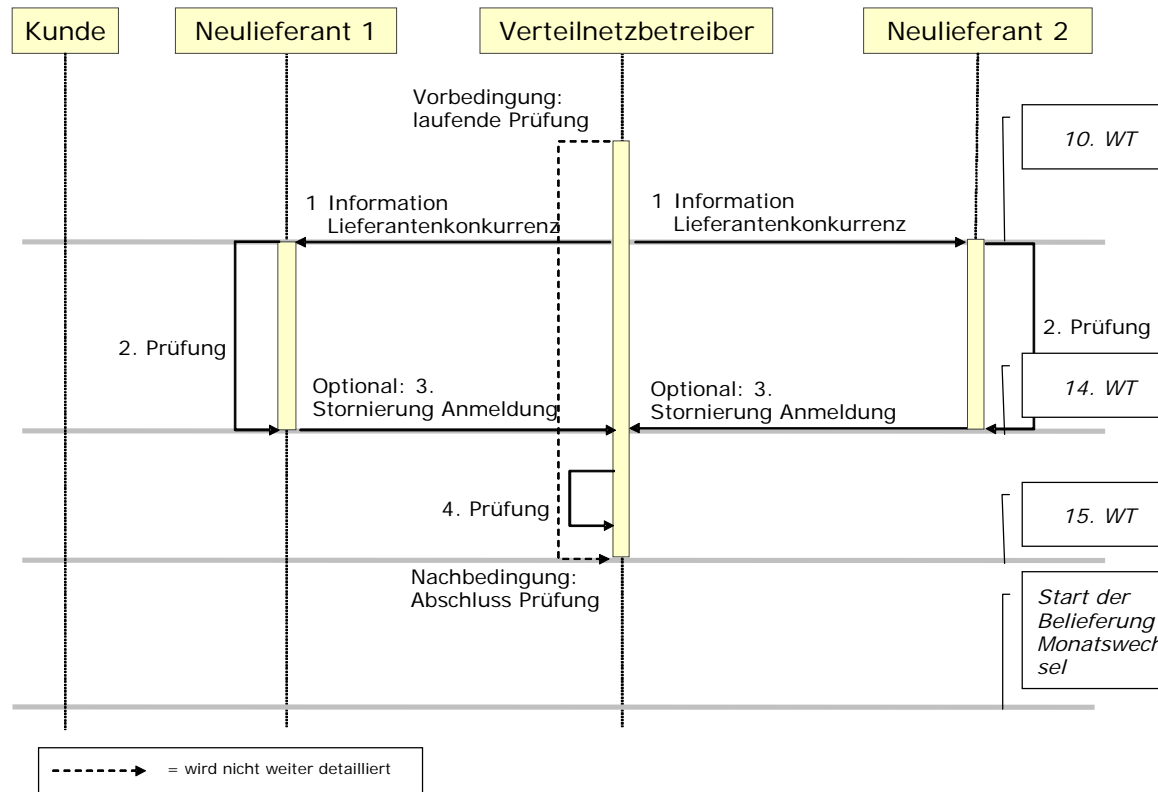 Kunde
Neulieferant 1
Verteilnetzbetreiber
Neulieferant 2
Vorbedingung:
laufende Prüfung
10. WT
1 Information
Lieferantenkonkurrenz
1 Information
Lieferantenkonkurrenz
2. Prüfung
2. Prüfung
14. WT
Optional: 3.
Stornierung Anmeldung
Optional: 3.
Stornierung Anmeldung
4. Prüfung
15. WT
Nachbedingung:
Abschluss Prüfung
Start der
Belieferung
Monatswech
sel
= wird nicht weiter detailliert